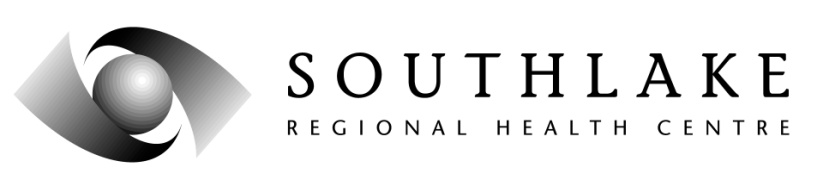 SOUTHLAKE
REGIONAL HEALTH CENTRE